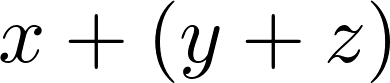 x + (y + z)